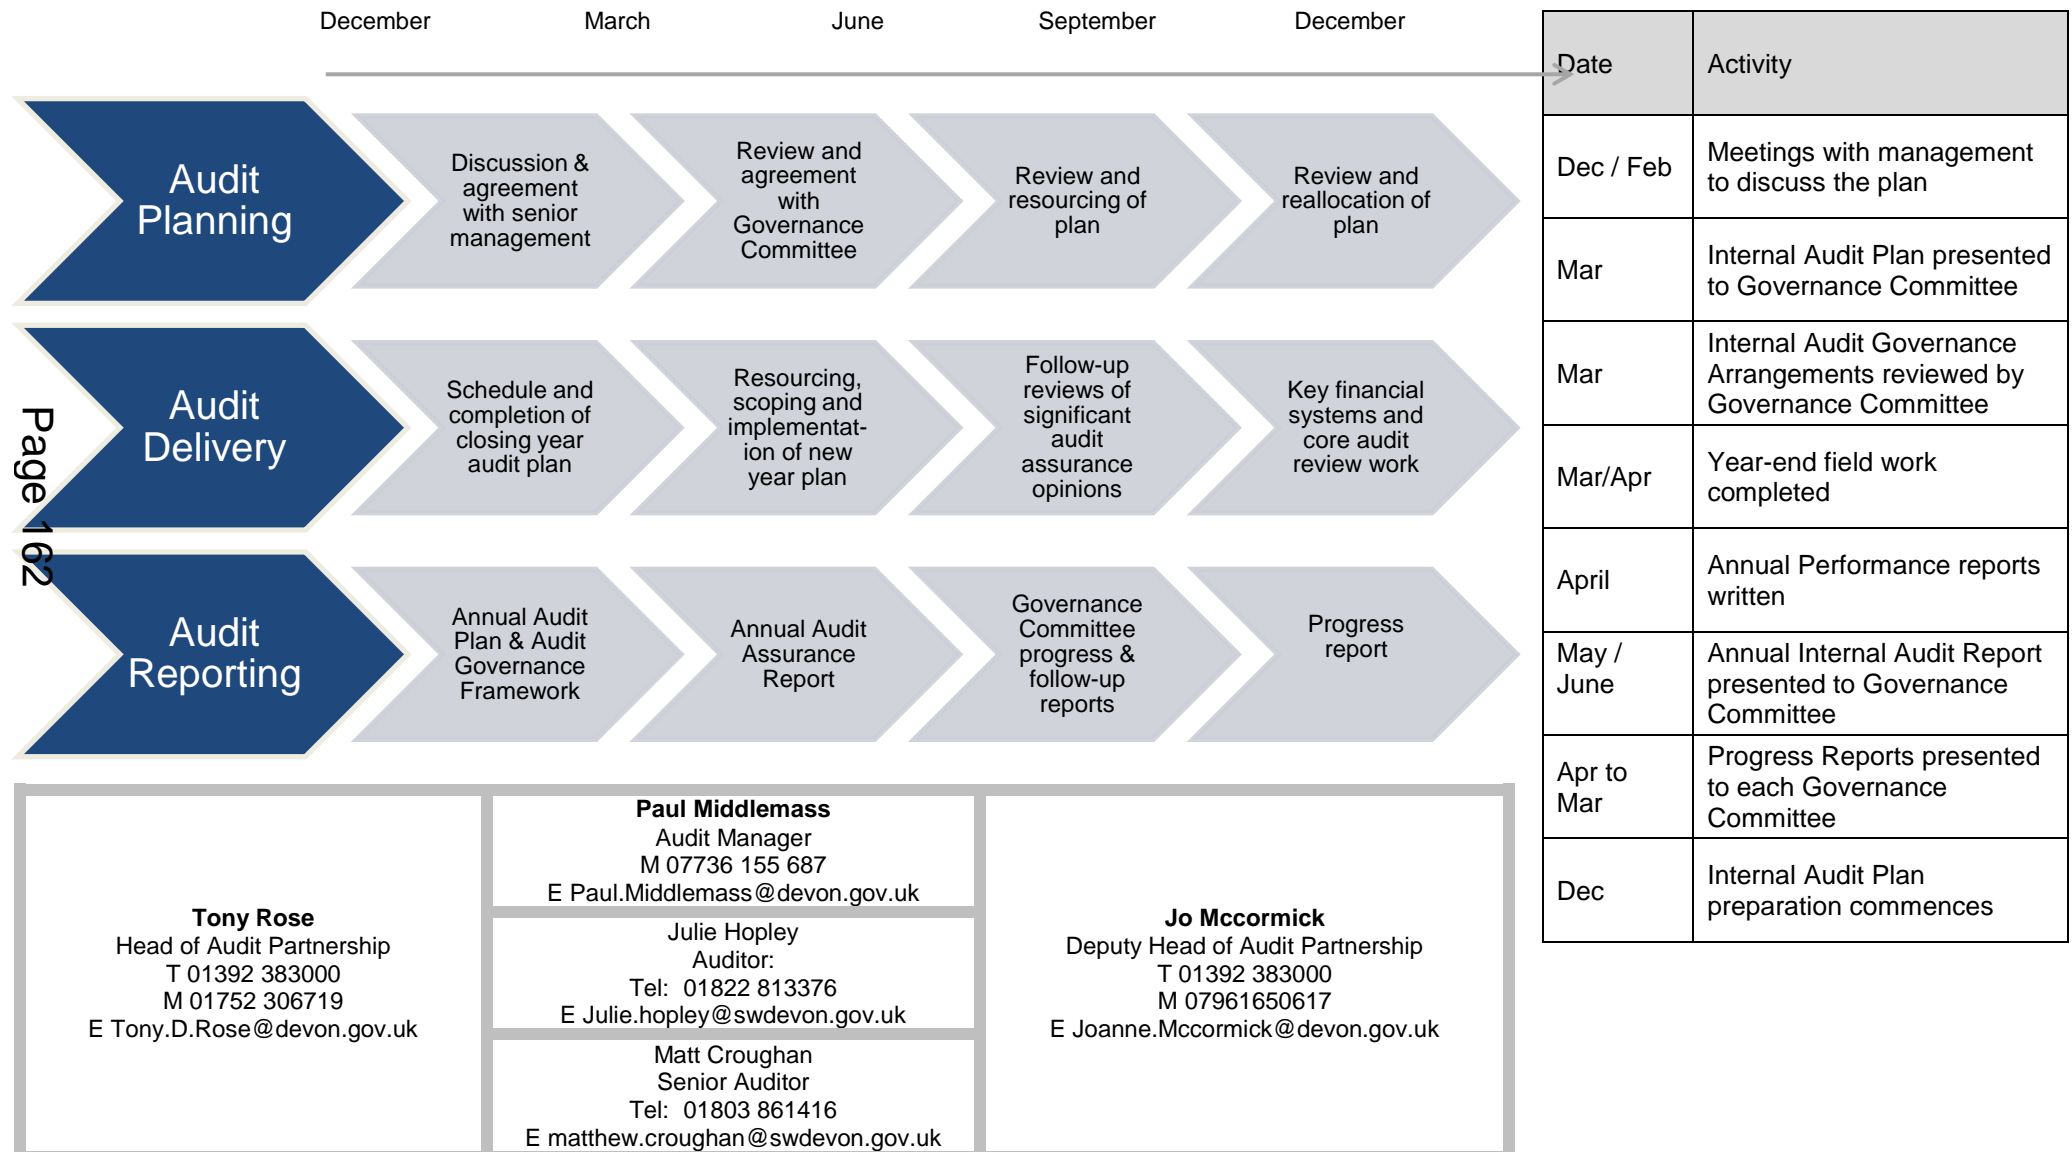 December March June September December
Audit
Planning
Discussion &
agreement
with senior
management
Review and
agreement
with
Governance
Committee
Review and
resourcing of
plan
Review and
reallocation of
plan
Audit
Delivery
Schedule and
completion of
closing year
audit plan
Resourcing,
scoping and
implementat-
ion of new
year plan
Follow-up
reviews of
significant
audit
assurance
opinions
Key financial
systems and
core audit
review work
Audit
Reporting
Annual Audit
Plan & Audit
Governance
Framework
Annual Audit
Assurance
Report
Governance
Committee
progress &
follow-up
reports
Progress
report
Page 162
Tony Rose
Head of Audit Partnership
T 01392 383000
M 01752 306719
E Tony.D.Rose@devon.gov.uk
Paul Middlemass
Audit Manager
M 07736 155 687
E Paul.Middlemass@devon.gov.uk
Julie Hopley
Auditor:
Tel: 01822 813376
E Julie.hopley@swdevon.gov.uk
Matt Croughan
Senior Auditor
Tel: 01803 861416
E matthew.croughan@swdevon.gov.uk
Jo Mccormick
Deputy Head of Audit Partnership
T 01392 383000
M 07961650617
E Joanne.Mccormick@devon.gov.uk
Date Activity
Dec / Feb
Meetings with management
to discuss the plan
Mar
Internal Audit Plan presented
to Governance Committee
Mar
Internal Audit Governance
Arrangements reviewed by
Governance Committee
Mar/Apr
Year-end field work
completed
April
Annual Performance reports
written
May /
June
Annual Internal Audit Report
presented to Governance
Committee
Apr to
Mar
Progress Reports presented
to each Governance
Committee
Dec
Internal Audit Plan
preparation commences